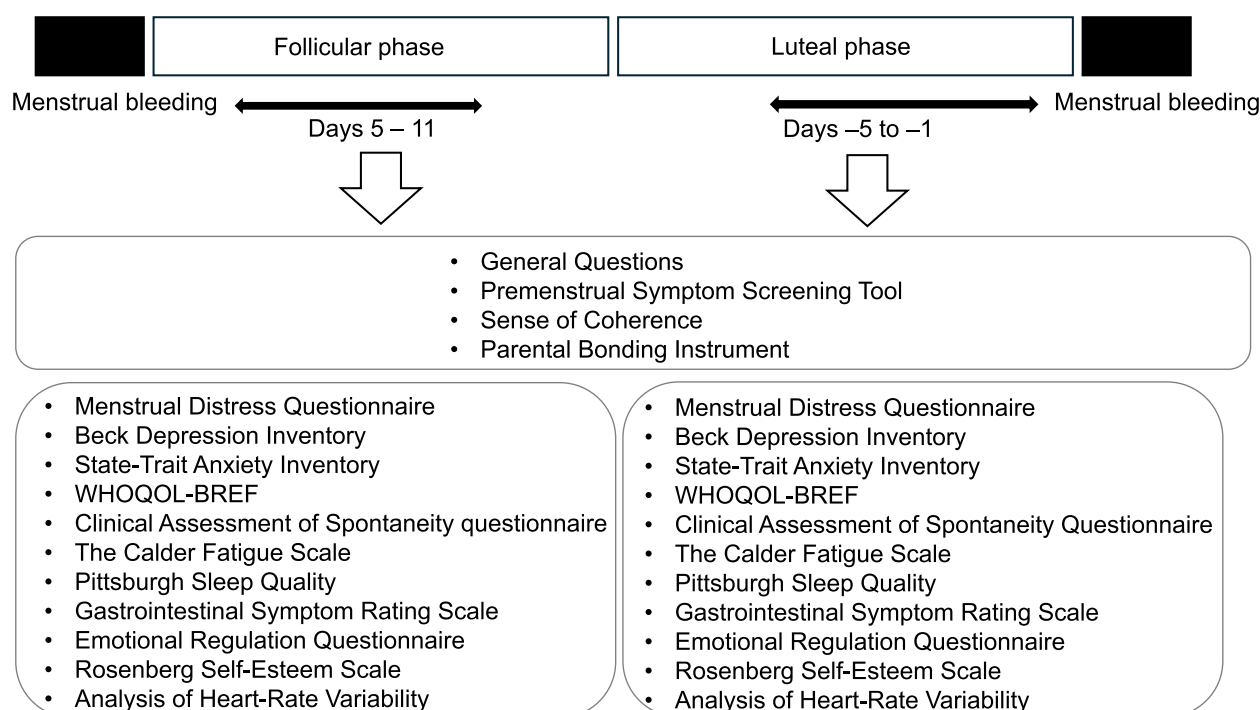 Follicular phase
Luteal phase
Menstrual bleeding
Menstrual bleeding
Days 5 – 11
Days –5 to –1
• General Questions
• Premenstrual Symptom Screening Tool
• Sense of Coherence
• Parental Bonding Instrument
• Menstrual Distress Questionnaire
• Beck Depression Inventory
• State-Trait Anxiety Inventory
• WHOQOL-BREF
• Clinical Assessment of Spontaneity questionnaire
• The Calder Fatigue Scale
• Pittsburgh Sleep Quality
• Gastrointestinal Symptom Rating Scale
• Emotional Regulation Questionnaire
• Rosenberg Self-Esteem Scale
• Analysis of Heart-Rate Variability
• Menstrual Distress Questionnaire
• Beck Depression Inventory
• State-Trait Anxiety Inventory
• WHOQOL-BREF
• Clinical Assessment of Spontaneity Questionnaire
• The Calder Fatigue Scale
• Pittsburgh Sleep Quality
• Gastrointestinal Symptom Rating Scale
• Emotional Regulation Questionnaire
• Rosenberg Self-Esteem Scale
• Analysis of Heart-Rate Variability